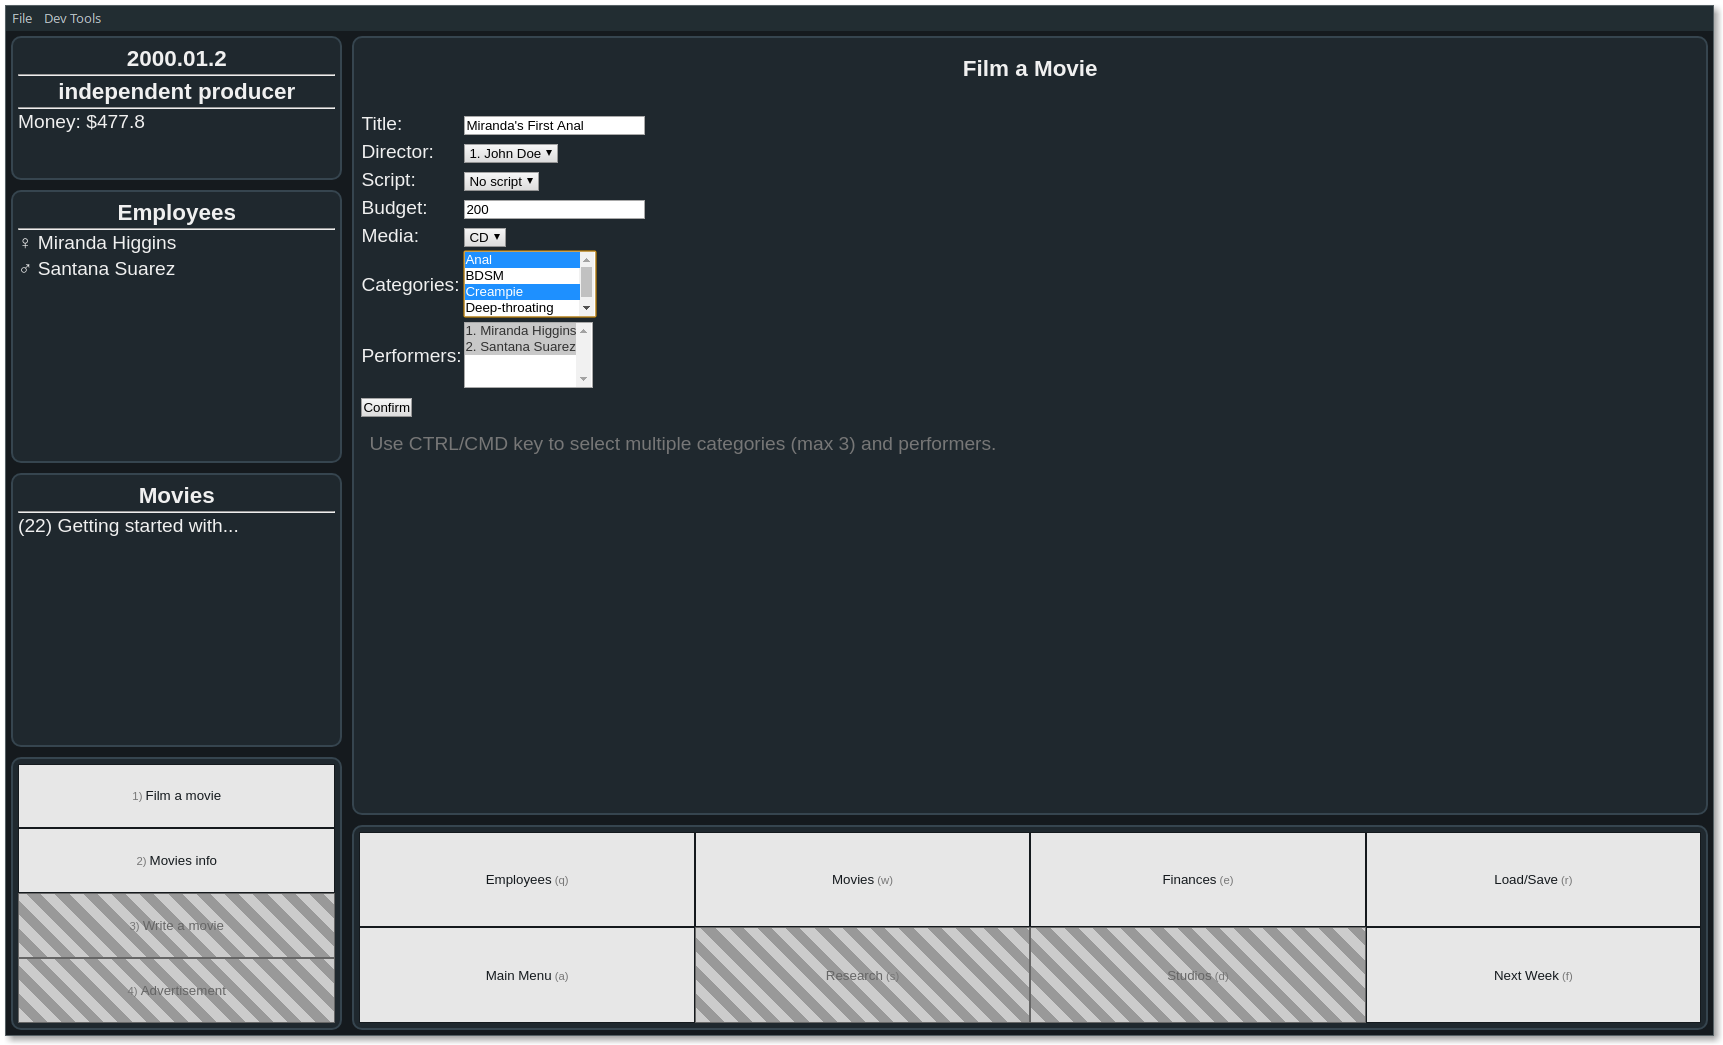 File Dev Tools
2000.01.2
independent producer
Money: $477.8
Employees
♀ Miranda Higgins
♂ Santana Suarez
Movies
(22) Getting started with...
1) Film a movie
2) Movies info
3) Write a movie
4) Advertisement
Film a Movie
Title: Miranda's First Anal
Director: 1. John Doe
Script: No script
Budget: 200
Media: CD
Categories:
Anal
BDSM
Creampie
Deep-throating
Performers:
1. Miranda Higgins
2. Santana Suarez
Confirm
Use CTRL/CMD key to select multiple categories (max 3) and performers.
Employees (q) Movies (w) Finances (e) Load/Save (r)
Main Menu (a) Research (s) Studios (d) Next Week (f)